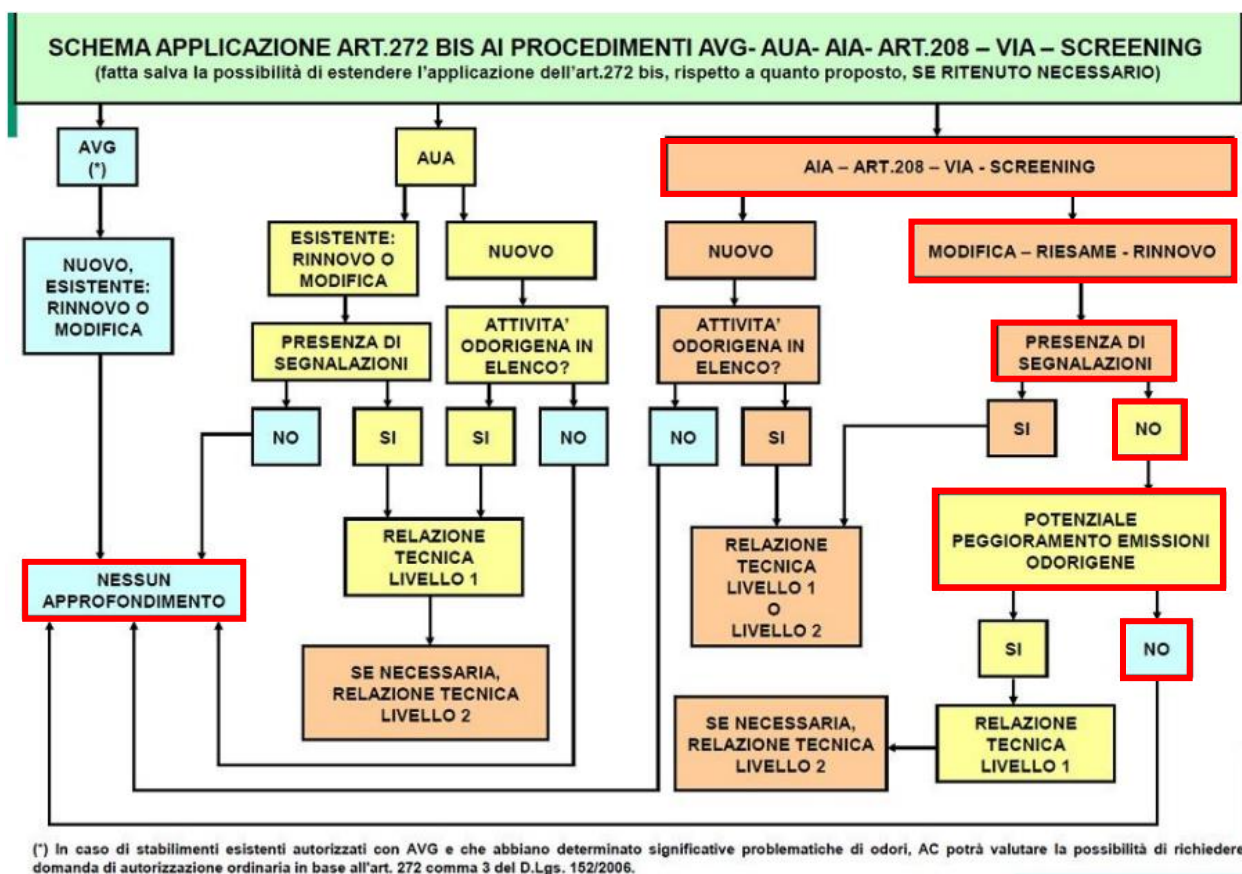 SCHEMA APPLICAZIONE ART.272 BIS AI PROCEDIMENTI AVG- AUA- AIA- ART.208 – VIA – SCREENING
(fatta salva la possibilità di estendere l'applicazione dell'art.272 bis, rispetto a quanto proposto, SE RITENUTO NECESSARIO)
AVG
(*)
AUA
AIA – ART.208 – VIA - SCREENING
NUOVO,
ESISTENTE:
RINNOVO O
MODIFICA
ESISTENTE:
RINNOVO O
MODIFICA
NUOVO
NUOVO
MODIFICA – RIESAME - RINNOVO
PRESENZA DI
SEGNALAZIONI
ATTIVITA'
ODORIGENA IN
ELENCO?
ATTIVITA'
ODORIGENA IN
ELENCO?
PRESENZA DI
SEGNALAZIONI
NO
SI
SI
NO
NO
SI
SI
NO
NESSUN
APPROFONDIMENTO
RELAZIONE
TECNICA
LIVELLO 1
RELAZIONE
TECNICA
LIVELLO 1
O
LIVELLO 2
POTENZIALE
PEGGIORAMENTO EMISSIONI
ODORIGENE
SI
NO
SE NECESSARIA,
RELAZIONE TECNICA
LIVELLO 2
SE NECESSARIA,
RELAZIONE TECNICA
LIVELLO 2
RELAZIONE
TECNICA
LIVELLO 1
(*) In caso di stabilimenti esistenti autorizzati con AVG e che abbiano determinato significative problematiche di odori, AC potrà valutare la possibilità di richiedere
domanda di autorizzazione ordinaria in base all'art. 272 comma 3 del D.Lgs. 152/2006.